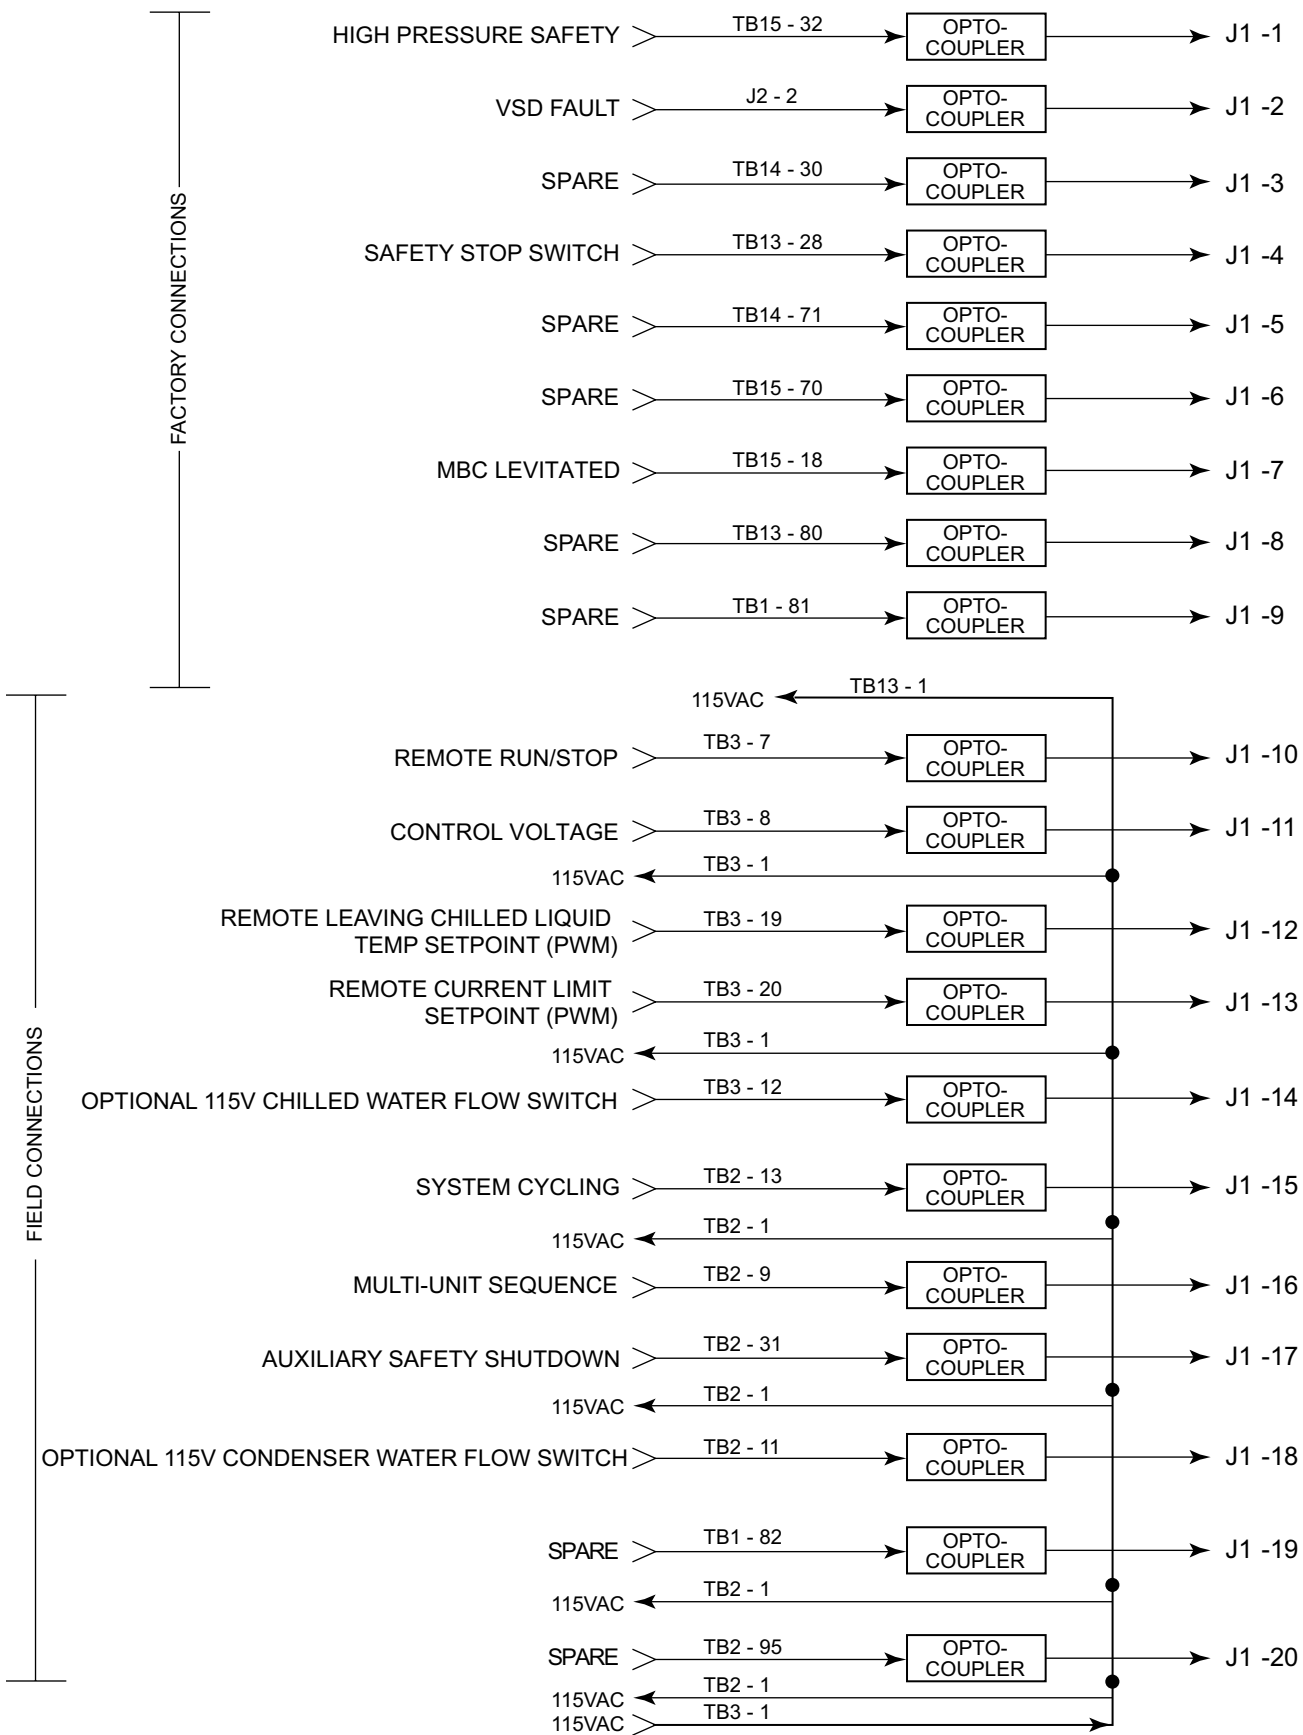 FACTORY CONNECTIONS
HIGH PRESSURE SAFETY
TB15 - 32
OPTO-
COUPLER
J1 -1
VSD FAULT
J2 - 2
OPTO-
COUPLER
J1 -2
SPARE
TB14 - 30
OPTO-
COUPLER
J1 -3
SAFETY STOP SWITCH
TB13 - 28
OPTO-
COUPLER
J1 -4
SPARE
TB14 - 71
OPTO-
COUPLER
J1 -5
SPARE
TB15 - 70
OPTO-
COUPLER
J1 -6
MBC LEVITATED
TB15 - 18
OPTO-
COUPLER
J1 -7
SPARE
TB13 - 80
OPTO-
COUPLER
J1 -8
SPARE
TB1 - 81
OPTO-
COUPLER
J1 -9
FIELD CONNECTIONS
115VAC
TB13 - 1
REMOTE RUN/STOP
TB3 - 7
OPTO-
COUPLER
J1 -10
CONTROL VOLTAGE
TB3 - 8
OPTO-
COUPLER
J1 -11
115VAC
TB3 - 1
REMOTE LEAVING CHILLED LIQUID
TEMP SETPOINT (PWM)
TB3 - 19
OPTO-
COUPLER
J1 -12
REMOTE CURRENT LIMIT
SETPOINT (PWM)
TB3 - 20
OPTO-
COUPLER
J1 -13
115VAC
TB3 - 1
OPTIONAL 115V CHILLED WATER FLOW SWITCH
TB3 - 12
OPTO-
COUPLER
J1 -14
SYSTEM CYCLING
TB2 - 13
OPTO-
COUPLER
J1 -15
115VAC
TB2 - 1
MULTI-UNIT SEQUENCE
TB2 - 9
OPTO-
COUPLER
J1 -16
AUXILIARY SAFETY SHUTDOWN
TB2 - 31
OPTO-
COUPLER
J1 -17
115VAC
TB2 - 1
OPTIONAL 115V CONDENSER WATER FLOW SWITCH
TB2 - 11
OPTO-
COUPLER
J1 -18
SPARE
TB1 - 82
OPTO-
COUPLER
J1 -19
115VAC
TB2 - 1
SPARE
TB2 - 95
OPTO-
COUPLER
J1 -20
115VAC
TB2 - 1
115VAC
TB3 - 1